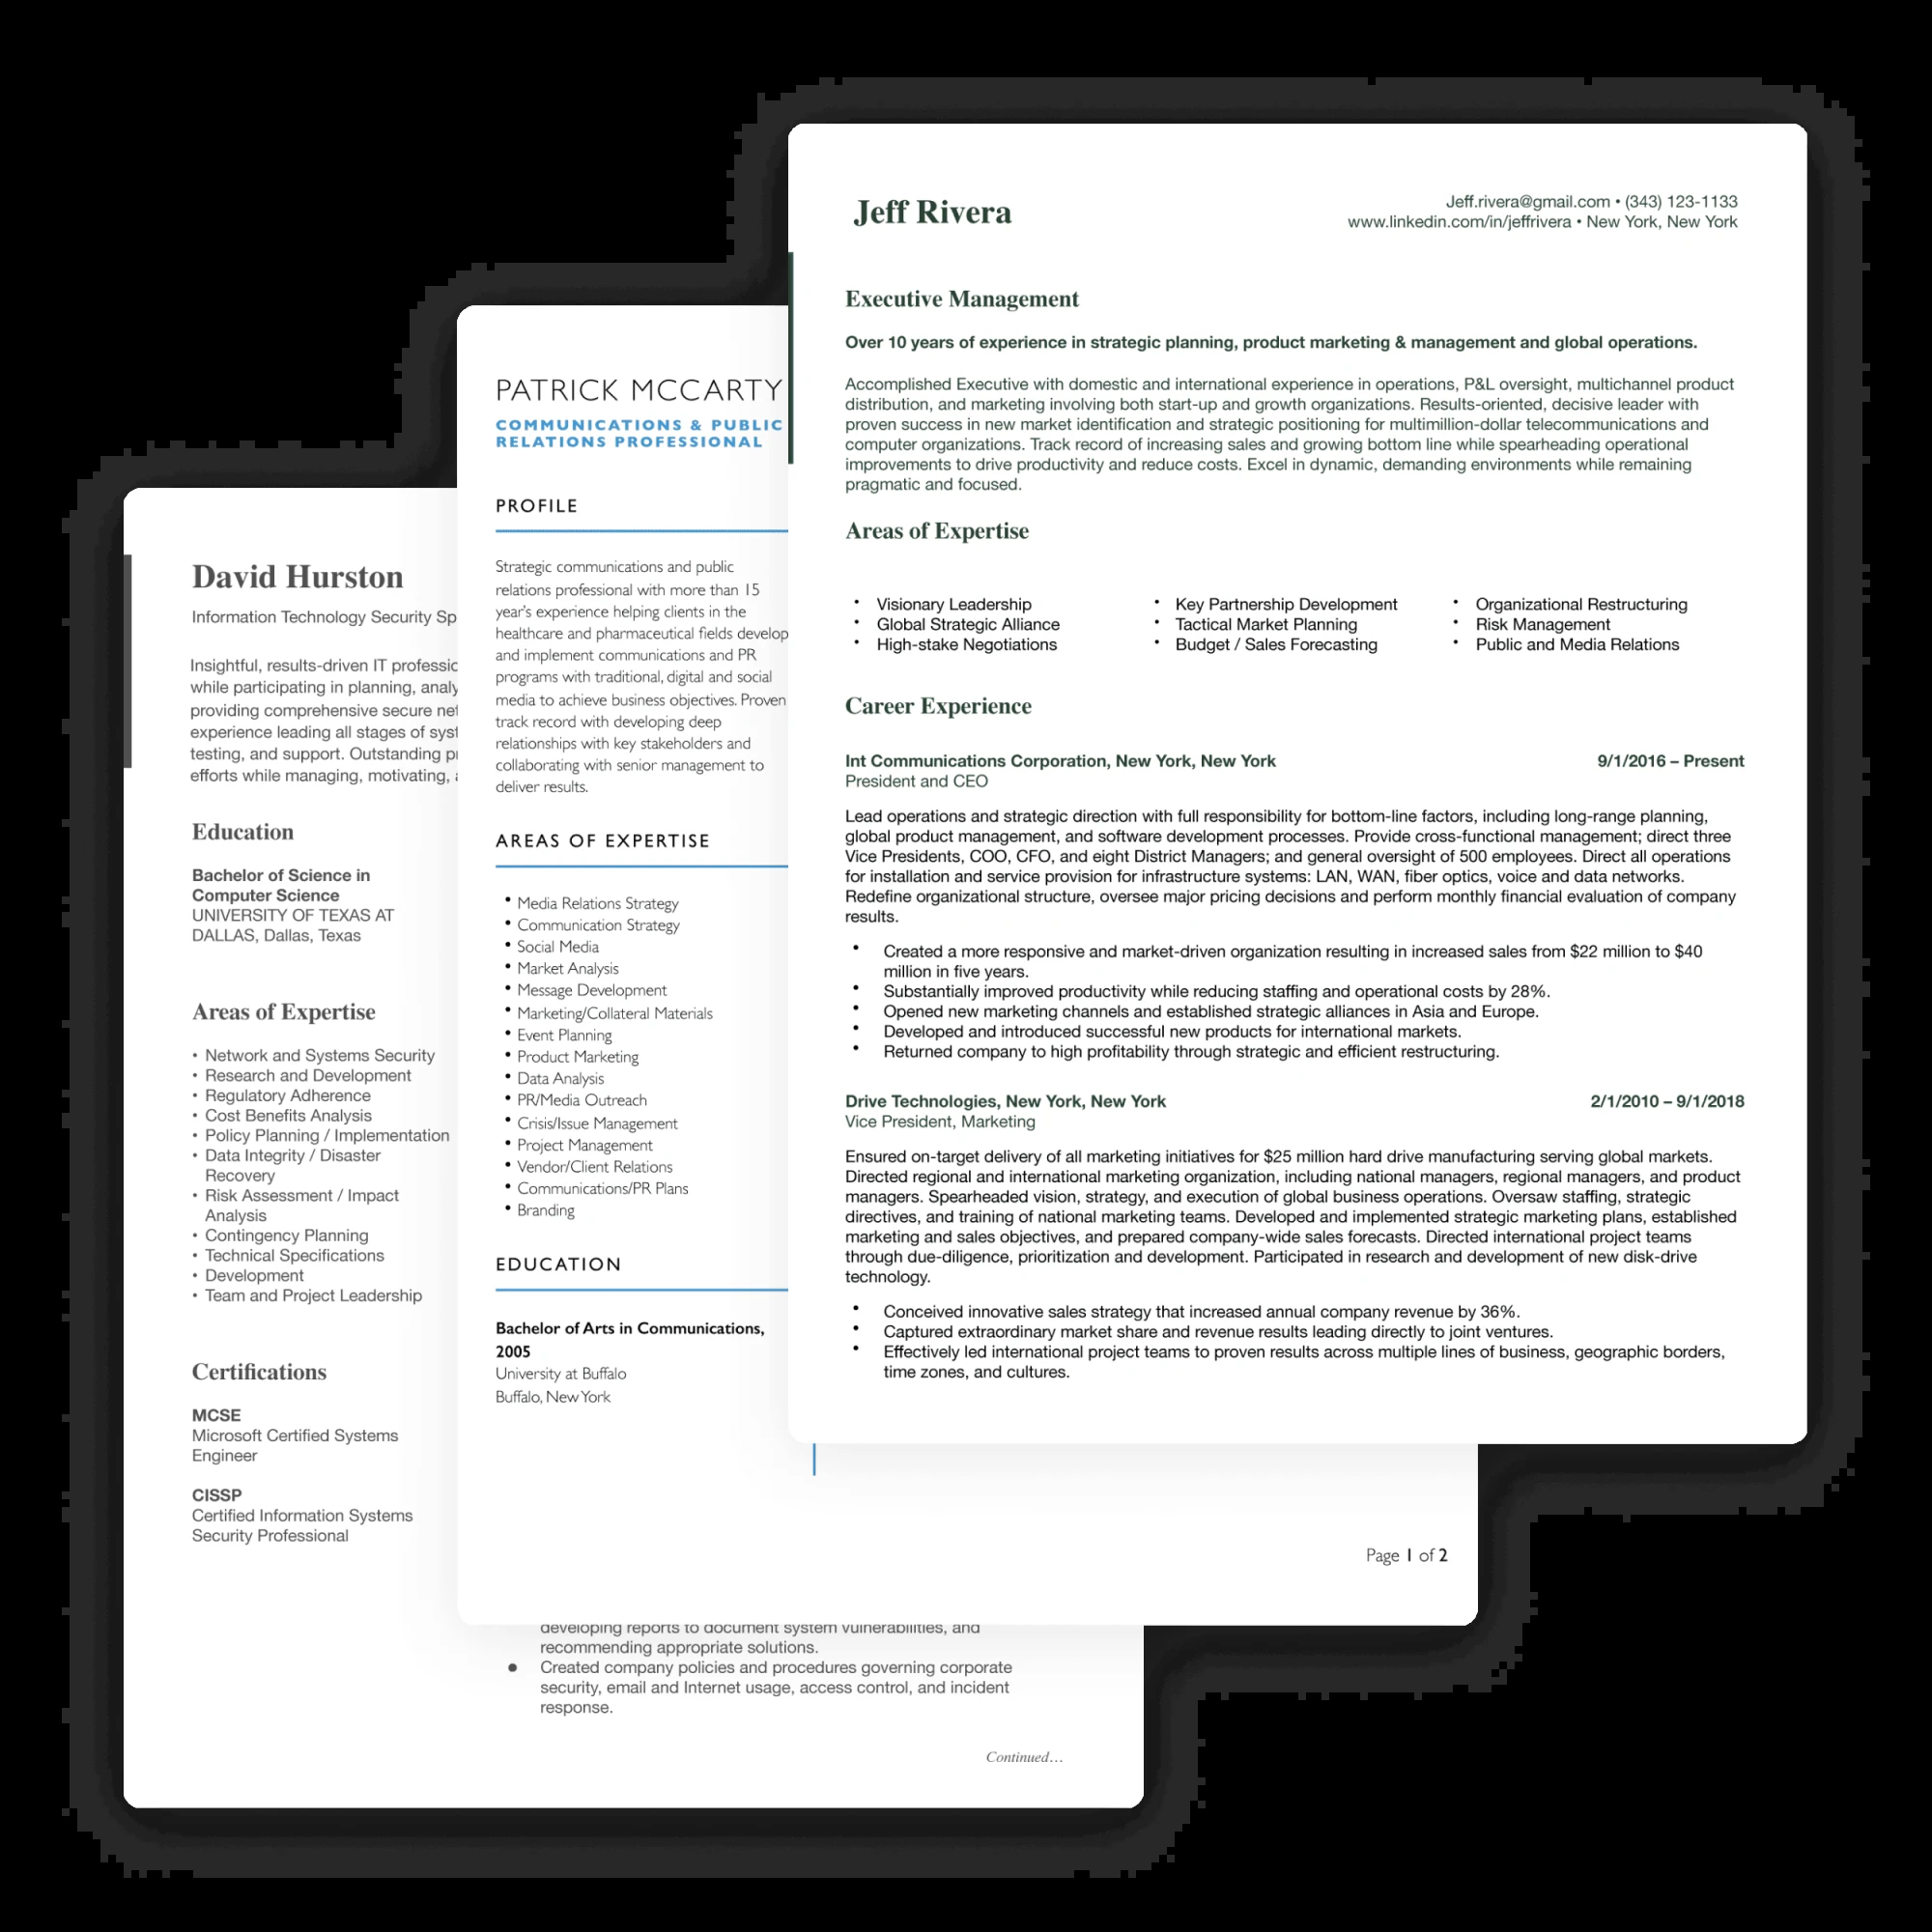 Jeff Rivera
Jeff.rivera@gmail.com • (343) 123-1133
www.linkedin.com/in/jeffrivera • New York, New York
Executive Management
Over 10 years of experience in strategic planning, product marketing & management and global operations.
Accomplished Executive with domestic and international experience in operations, P&L oversight, multichannel product
distribution, and marketing involving both start-up and growth organizations. Results-oriented, decisive leader with
proven success in new market identification and strategic positioning for multimillion-dollar telecommunications and
computer organizations. Track record of increasing sales and growing bottom line while spearheading operational
improvements to drive productivity and reduce costs. Excel in dynamic, demanding environments while remaining
pragmatic and focused.
Areas of Expertise
• Visionary Leadership
• Global Strategic Alliance
• High-stake Negotiations
• Key Partnership Development
• Tactical Market Planning
• Budget / Sales Forecasting
• Organizational Restructuring
• Risk Management
• Public and Media Relations
Career Experience
Int Communications Corporation, New York, New York 9/1/2016 – Present
President and CEO
Lead operations and strategic direction with full responsibility for bottom-line factors, including long-range planning,
global product management, and software development processes. Provide cross-functional management; direct three
Vice Presidents, COO, CFO, and eight District Managers; and general oversight of 500 employees. Direct all operations
for installation and service provision for infrastructure systems: LAN, WAN, fiber optics, voice and data networks.
Redefine organizational structure, oversee major pricing decisions and perform monthly financial evaluation of company
results.
• Created a more responsive and market-driven organization resulting in increased sales from $22 million to $40
million in five years.
• Substantially improved productivity while reducing staffing and operational costs by 28%.
• Opened new marketing channels and established strategic alliances in Asia and Europe.
• Developed and introduced successful new products for international markets.
• Returned company to high profitability through strategic and efficient restructuring.
Drive Technologies, New York, New York 2/1/2010 – 9/1/2018
Vice President, Marketing
Ensured on-target delivery of all marketing initiatives for $25 million hard drive manufacturing serving global markets.
Directed regional and international marketing organization, including national managers, regional managers, and product
managers. Spearheaded vision, strategy, and execution of global business operations. Oversaw staffing, strategic
directives, and training of national marketing teams. Developed and implemented strategic marketing plans, established
marketing and sales objectives, and prepared company-wide sales forecasts. Directed international project teams
through due-diligence, prioritization and development. Participated in research and development of new disk-drive
technology.
• Conceived innovative sales strategy that increased annual company revenue by 36%.
• Captured extraordinary market share and revenue results leading directly to joint ventures.
• Effectively led international project teams to proven results across multiple lines of business, geographic borders,
time zones, and cultures.
PATRICK MCCARTY
COMMUNICATIONS & PUBLIC
RELATIONS PROFESSIONAL
PROFILE
Strategic communications and public
relations professional with more than 15
year's experience helping clients in the
healthcare and pharmaceutical fields develop
and implement communications and PR
programs with traditional, digital and social
media to achieve business objectives. Proven
track record with developing deep
relationships with key stakeholders and
collaborating with senior management to
deliver results.
AREAS OF EXPERTISE
• Media Relations Strategy
• Communication Strategy
• Social Media
• Market Analysis
• Message Development
• Marketing/Collateral Materials
• Event Planning
• Product Marketing
• Data Analysis
• PR/Media Outreach
• Crisis/Issue Management
• Project Management
• Vendor/Client Relations
• Communications/PR Plans
• Branding
EDUCATION
Bachelor of Arts in Communications,
2005
University at Buffalo
Buffalo, New York
Page 1 of 2
David Hurston
Information Technology Security Sp
Insightful, results-driven IT professic
while participating in planning, analy
providing comprehensive secure net
experience leading all stages of syst
testing, and support. Outstanding p
efforts while managing, motivating,
Education
Bachelor of Science in
Computer Science
UNIVERSITY OF TEXAS AT
DALLAS, Dallas, Texas
Areas of Expertise
• Network and Systems Security
• Research and Development
• Regulatory Adherence
• Cost Benefits Analysis
• Policy Planning / Implementation
• Data Integrity / Disaster
Recovery
• Risk Assessment / Impact
Analysis
• Contingency Planning
• Technical Specifications
• Development
• Team and Project Leadership
Certifications
MCSE
Microsoft Certified Systems
Engineer
CISSP
Certified Information Systems
Security Professional
developing reports to document system vulnerabilities, and
recommending appropriate solutions.
● Created company policies and procedures governing corporate
security, email and Internet usage, access control, and incident
response.
Continued…